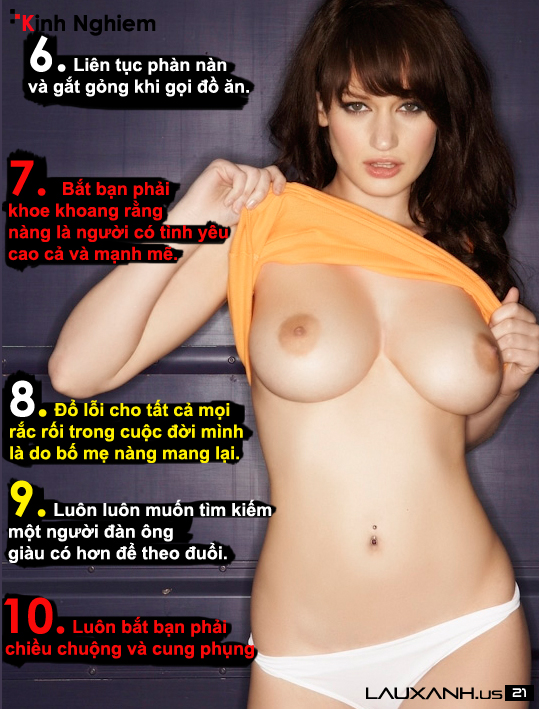 Kinh Nghiem
6. Liên tục phàn nàn
và gắt gỏng khi gọi đồ ăn.
7. Bắt bạn phải
khoe khoang rằng
nàng là người có tình yêu
cao cả và mạnh mẽ.
8. Đổ lỗi cho tất cả mọi
rắc rối trong cuộc đời mình
là do bố mẹ nàng mang lại.
9. Luôn luôn muốn tìm kiếm
một người đàn ông
giàu có hơn để theo đuổi.
10. Luôn bắt bạn phải
chiều chuộng và cung phụng
LAUXANH.us 21